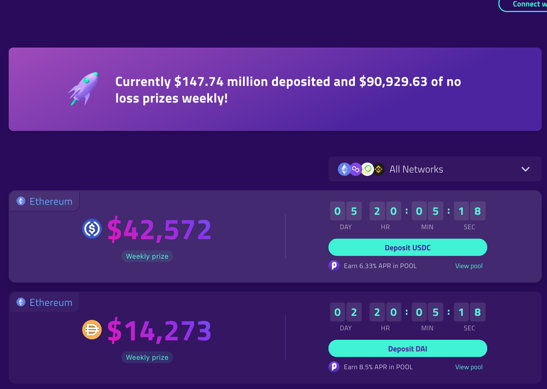 Connect w
Currently $147.74 million deposited and $90,929.63 of no
loss prizes weekly!
All Networks
Ethereum
$42,572
Weekly prize
0 5 2 0 : 0 5 : 1 8
DAY HR MIN SEC
Deposit USDC
Earn 6.33% APR in POOL View pool
Ethereum
$14,273
Weekly prize
0 2 2 0 : 0 5 : 1 8
DAY HR MIN SEC
Deposit DAI
Earn 8.5% APR in POOL View pool